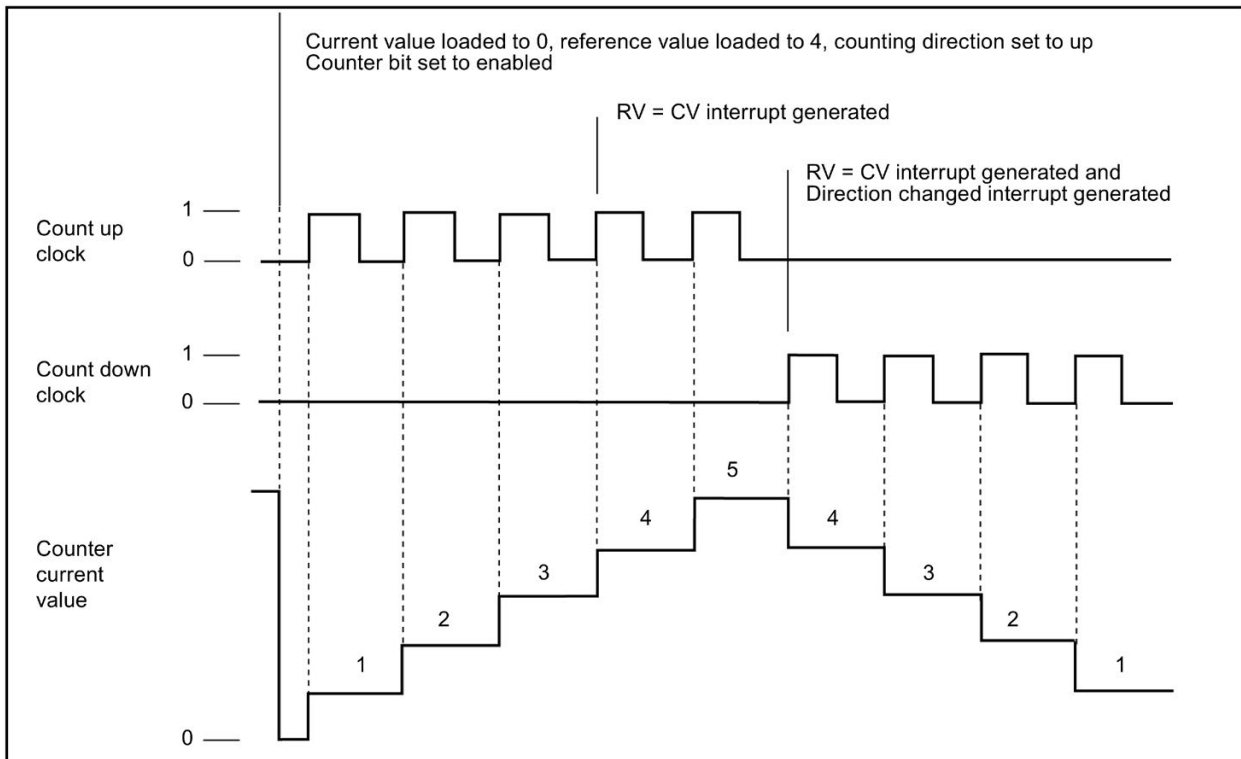 Current value loaded to 0, reference value loaded to 4, counting direction set to up
Counter bit set to enabled
RV = CV interrupt generated
RV = CV interrupt generated and
Direction changed interrupt generated
Count up
clock
1
0
Count down
clock
1
0
Counter
current
value
0
1
2
3
4
5
4
3
2
1